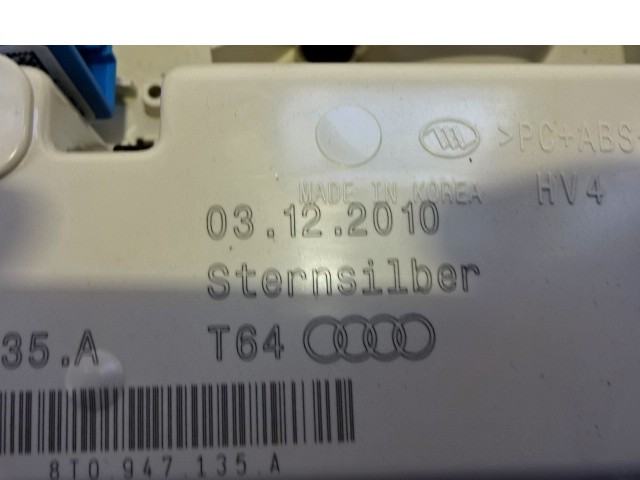 >PC+ABS
MADE IN KOREA HV4
03.12.2010
Sternsilber
35.A T64
8T0.947.135.A